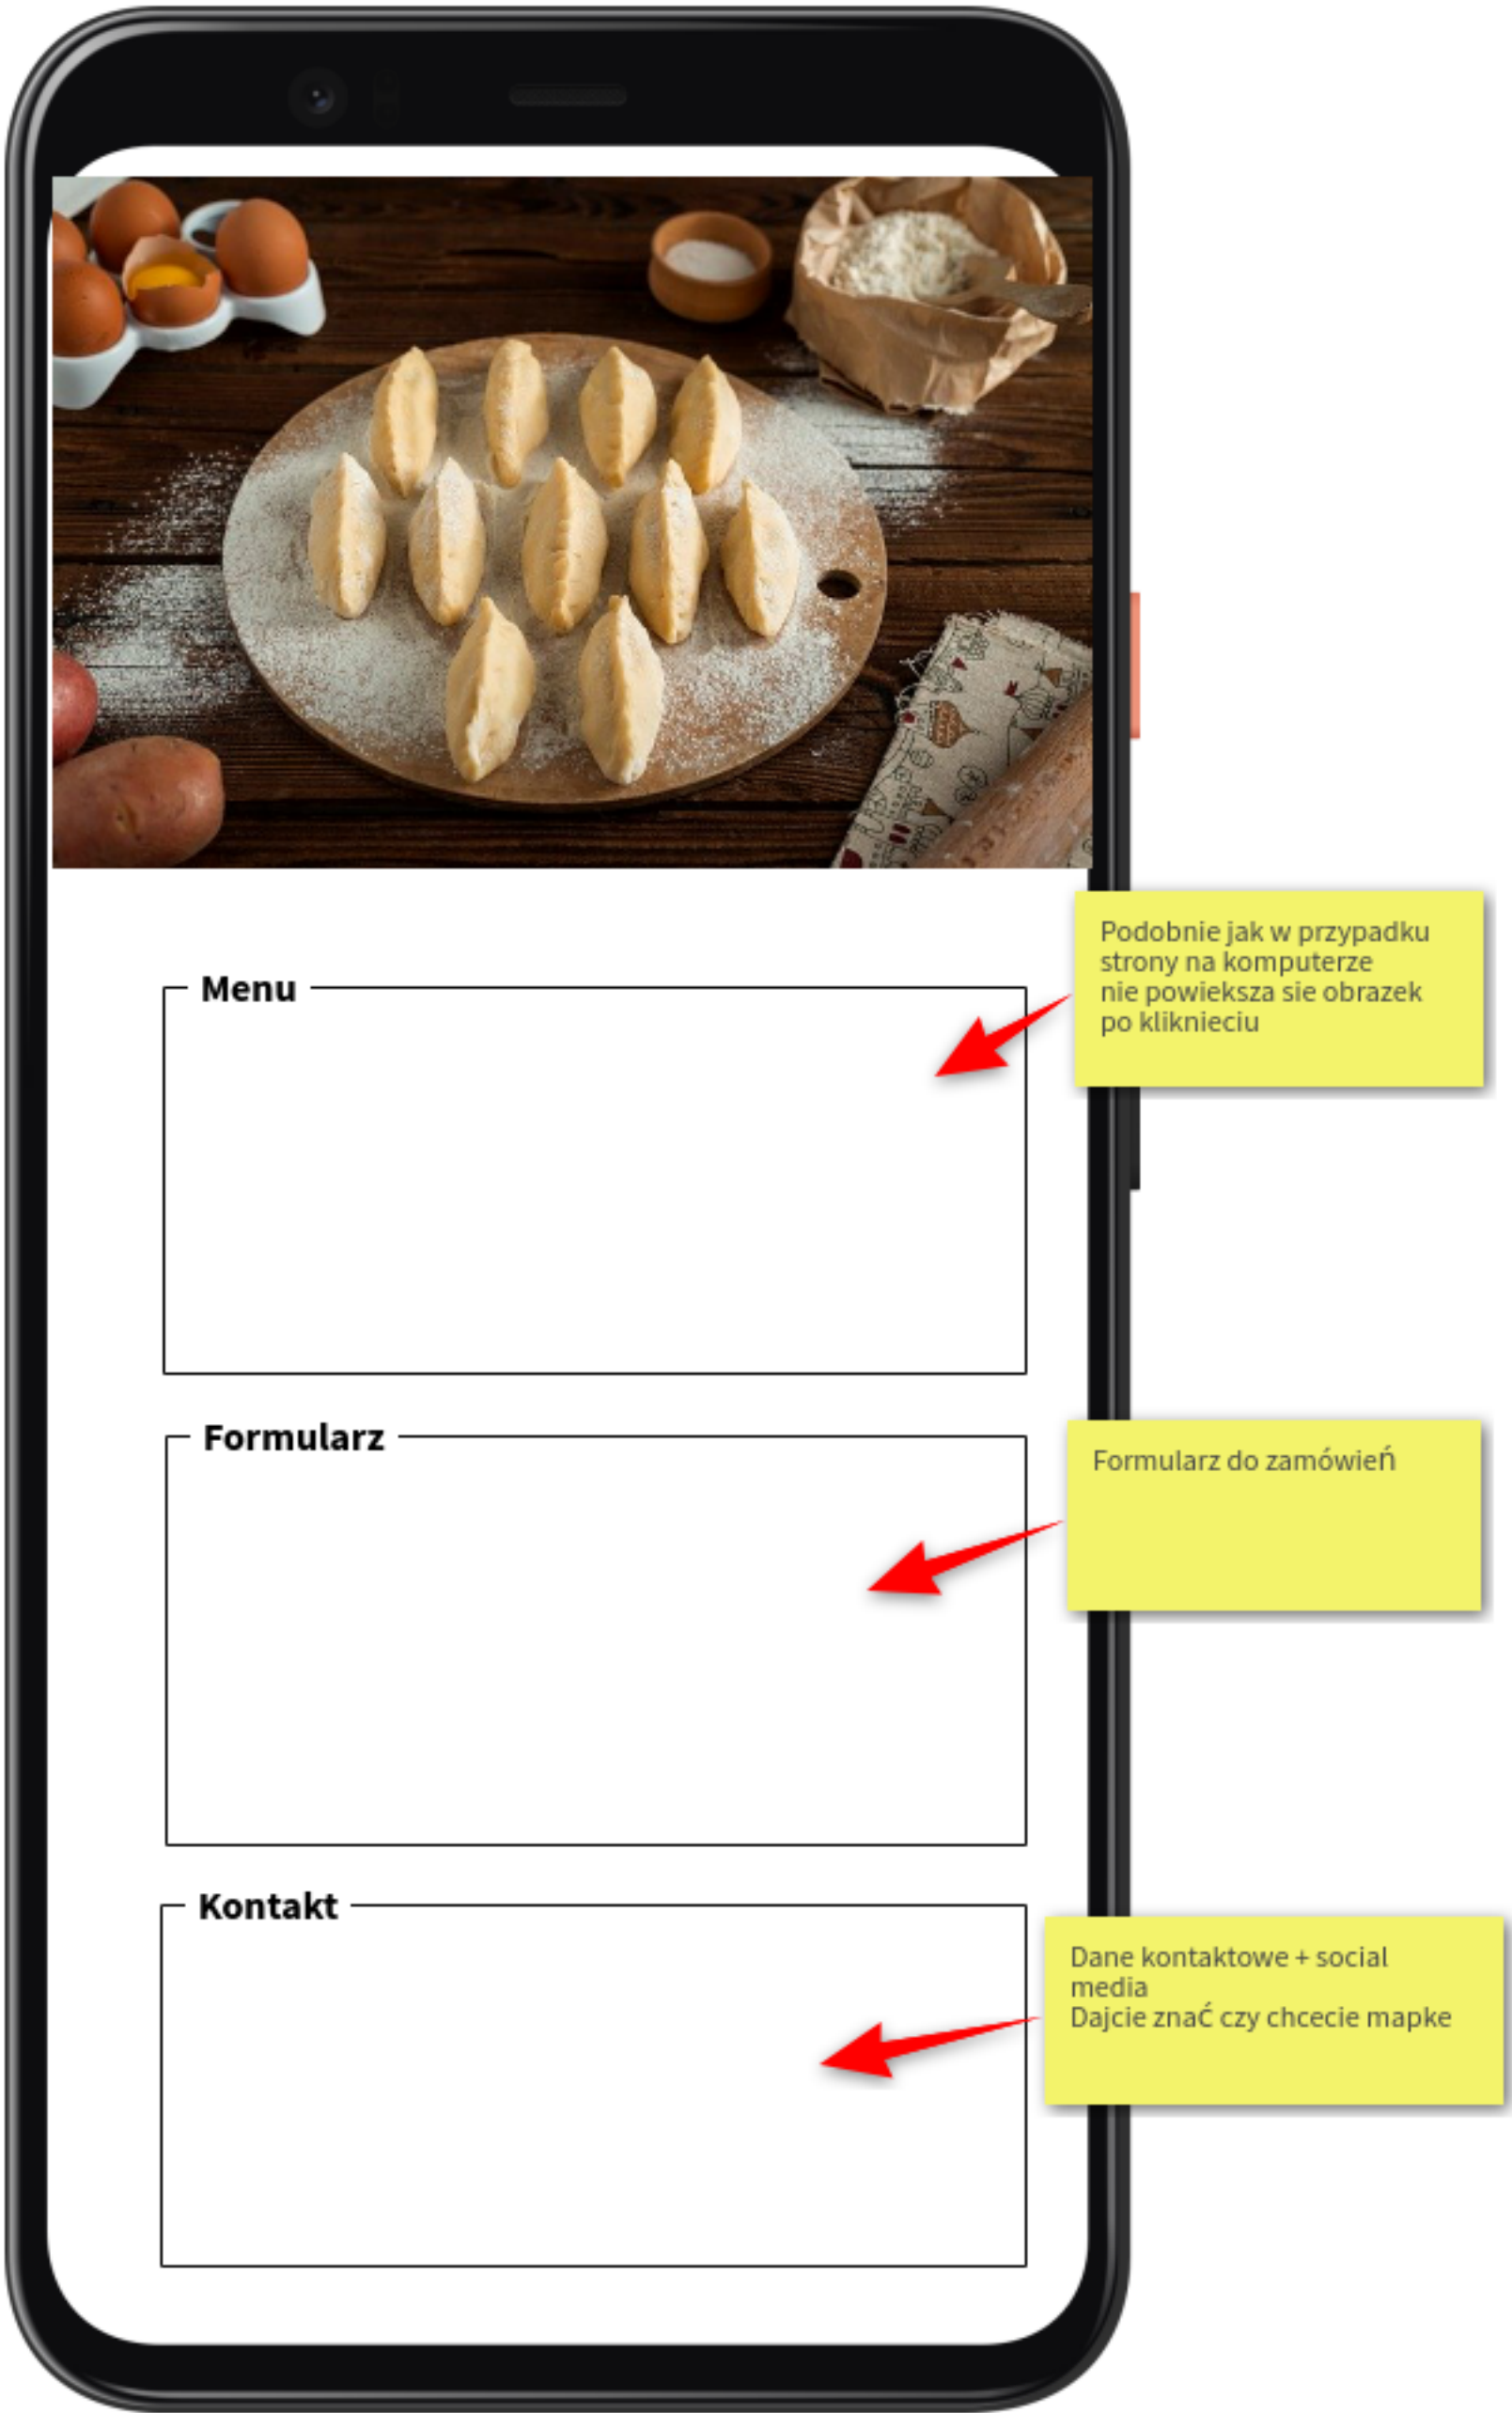 Menu
Podobnie jak w przypadku
strony na komputerze
nie powieksza sie obrazek
po kliknieciu
Formularz
Formularz do zamówień
Kontakt
Dane kontaktowe + social
media
Dajcie znać czy chcecie mapke